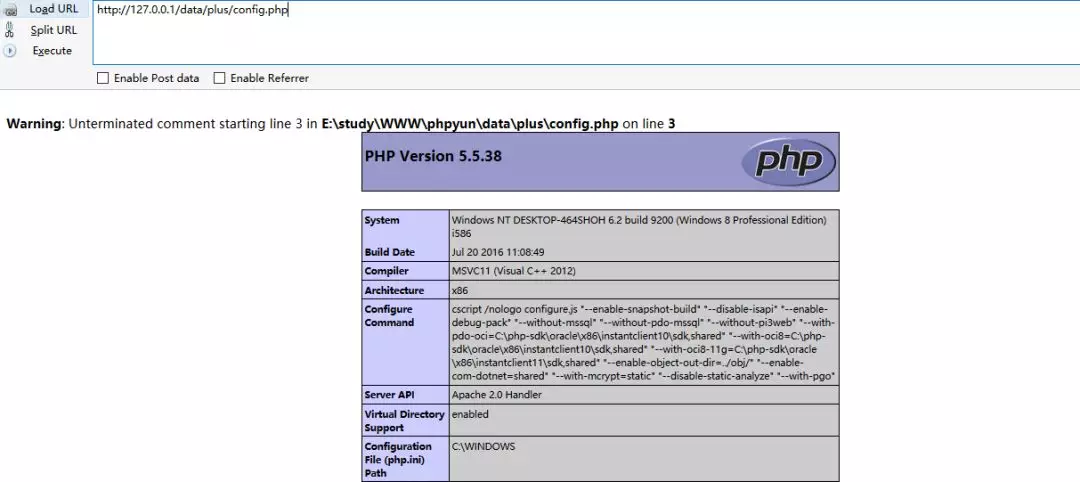 Load URL
http://127.0.0.1/data/plus/config.php
Split URL
Execute
Enable Post data Enable Referrer
Warning: Unterminated comment starting line 3 in E:\study\WWW\phpyun\data\plus\config.php on line 3
PHP Version 5.5.38
php
System
Windows NT DESKTOP-464SHOH 6.2 build 9200 (Windows 8 Professional Edition)
i586
Build Date
Jul 20 2016 11:08:49
Compiler
MSVC11 (Visual C++ 2012)
Architecture
x86
Configure
Command
cscript /nologo configure.js "--enable-snapshot-build" "--disable-isapi" "--enable-
debug-pack" "--without-mssql" "--without-pdo-mssql" "--without-pi3web" "--with-
pdo-oci=C:\php-sdk\oracle\x86\instantclient10\sdk,shared" "--with-oci8=C:\php-
sdk\oracle\x86\instantclient10\sdk,shared" "--with-oci8-11g=C:\php-sdk\oracle
\x86\instantclient11\sdk,shared" "--enable-object-out-dir=../obj/" "--enable-
com-dotnet=shared" "--with-mcrypt=static" "--disable-static-analyze" "--with-pgo"
Server API
Apache 2.0 Handler
Virtual Directory
Support
enabled
Configuration
File (php.ini)
Path
C:\WINDOWS